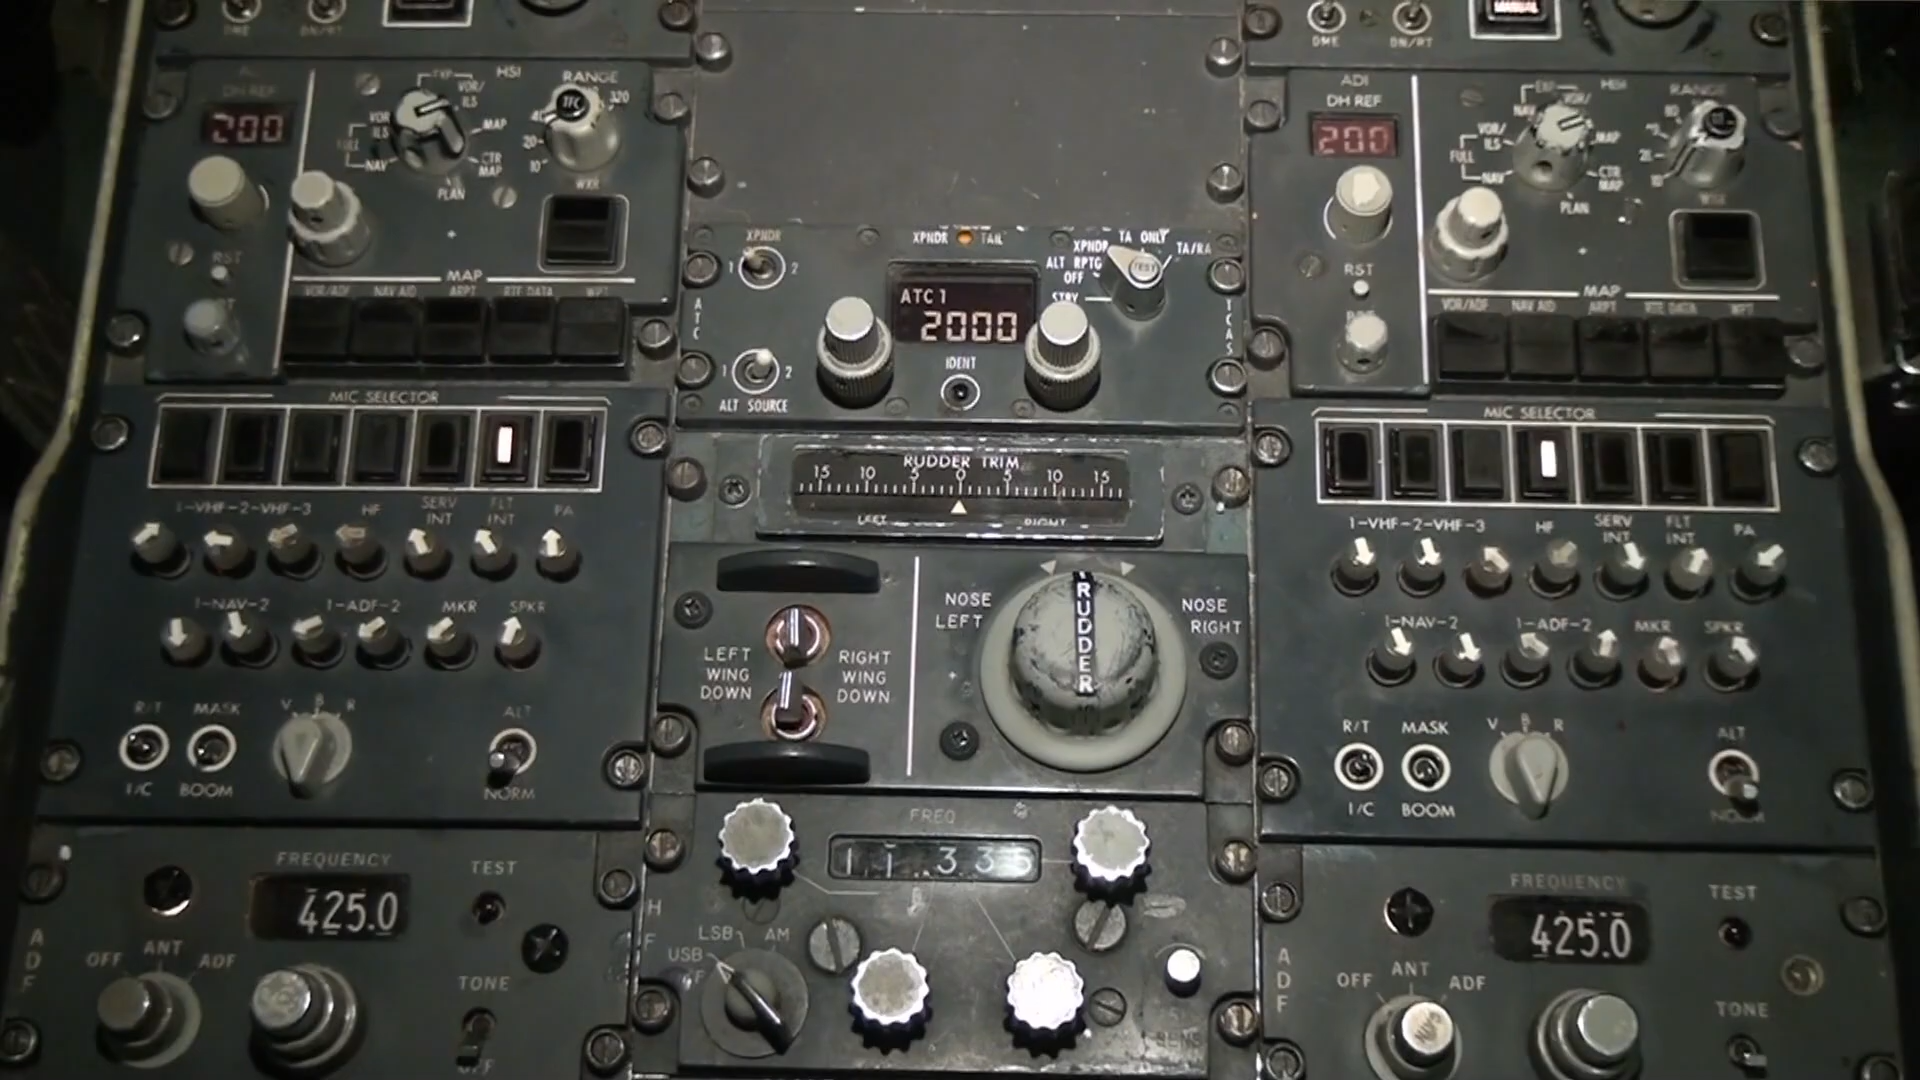 DME
DN/RT
MANUAL
DME
DN/RT
DH REF
200
HSI
VOR/
ILS
MAP
CTR
MAP
PLAN
VOR
ILS
FULL
NAV
RANGE
TFC
320
40
20
10
WXR
RST
MAP
VOR/ADF
NAV AID
ARPT
RTE DATA
WPT
XPNDR
1
2
XPNDR
FAIL
TA ONLY
XPNDR
TA/RA
ALT RPTG
OFF
STBY
TEST
ATC
ATC 1
2000
TCAS
1
2
ALT SOURCE
IDENT
ADI
DH REF
200
RST
HSI
NAV
VOR/
MAP
CTR
MAP
PLAN
VOR/
ILS
FULL
NAV
RANGE
MAP
VOR/ADF
NAV AID
ARPT
RTE DATA
WPT
MIC SELECTOR
1-VHF-2-VHF-3
HF
SERV
INT
FLT
INT
PA
1-NAV-2
1-ADF-2
MKR
SPKR
R/T
I/C
MASK
BOOM
V
B
R
ALT
NORM
RUDDER TRIM
15 10 5 0 5 10 15
LEFT
RIGHT
LEFT
WING
DOWN
RIGHT
WING
DOWN
NOSE
LEFT
RUDDER
NOSE
RIGHT
MIC SELECTOR
1-VHF-2-VHF-3
HF
SERV
INT
FLT
INT
PA
1-NAV-2
1-ADF-2
MKR
SPKR
R/T
I/C
MASK
BOOM
V
B
R
ALT
NORM
FREQUENCY
425.0
TEST
ADF
OFF
ANT
ADF
TONE
OFF
FREQ
HF
LSB
AM
USB
FREQUENCY
425.0
TEST
ADF
OFF
ANT
ADF
TONE